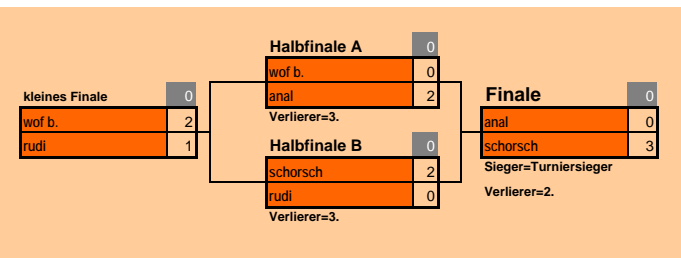 Halbfinale A 0
wof b. 0
anal 2
Verlierer=3.
kleines Finale 0
wof b. 2
rudi 1
Halbfinale B 0
schorsch 2
rudi 0
Verlierer=3.
Finale 0
anal 0
schorsch 3
Sieger=Turniersieger
Verlierer=2.